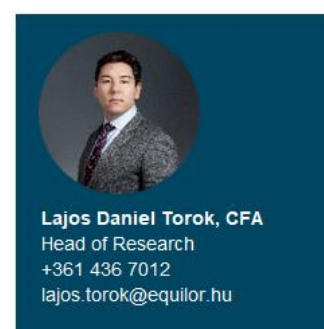 Lajos Daniel Torok, CFA
Head of Research
+361 436 7012
lajos.torok@equilor.hu